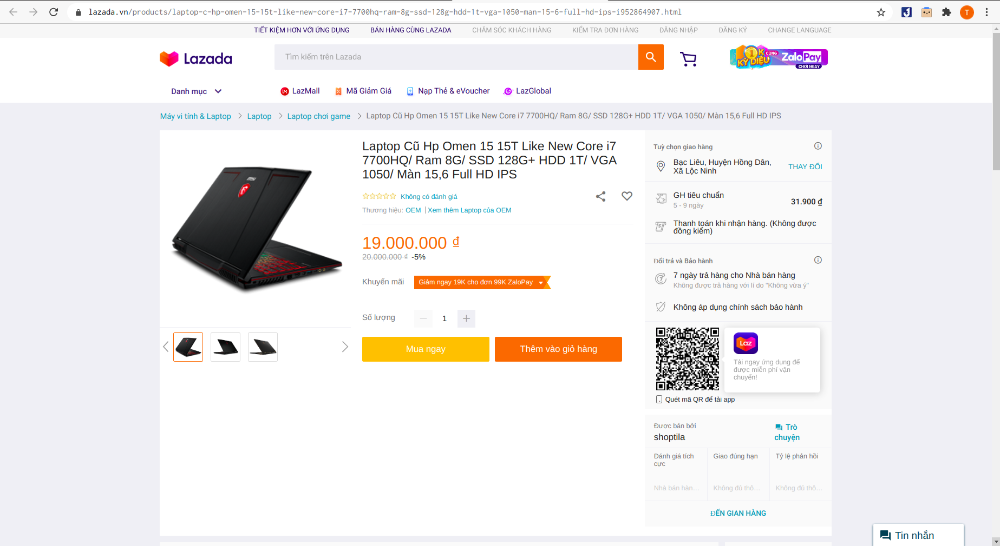 lazada.vn/products/laptop-c-hp-omen-15-15t-like-new-core-i7-7700hq-ram-8g-ssd-128g-hdd-1t-vga-1050-man-15-6-full-hd-ips-i952864907.html
T
TIẾT KIỆM HƠN VỚI ỨNG DỤNG
BÁN HÀNG CÙNG LAZADA
CHĂM SÓC KHÁCH HÀNG
KIỂM TRA ĐƠN HÀNG
ĐĂNG NHẬP
ĐĂNG KÝ
CHANGE LANGUAGE
Lazada
Tìm kiếm trên Lazada
1K KỲ DIỆU CÙNG ZaloPay
CHƠI NGAY
Danh mục
LazMall
Mã Giảm Giá
Nạp Thẻ & eVoucher
LazGlobal
Máy vi tính & Laptop
Laptop
Laptop chơi game
Laptop Cũ Hp Omen 15 15T Like New Core i7 7700HQ/ Ram 8G/ SSD 128G+ HDD 1T/ VGA 1050/ Màn 15,6 Full HD IPS
msi
Laptop Cũ Hp Omen 15 15T Like New Core i7
7700HQ/ Ram 8G/ SSD 128G+ HDD 1T/ VGA
1050/ Màn 15,6 Full HD IPS
Không có đánh giá
Thương hiệu: OEM | Xem thêm Laptop của OEM
19.000.000 ₫
20.000.000 ₫ -5%
Khuyến mãi
Giảm ngay 19K cho đơn 99K ZaloPay
Số lượng
1
Mua ngay
Thêm vào giỏ hàng
Tuỳ chọn giao hàng
Bạc Liêu, Huyện Hồng Dân,
Xã Lộc Ninh
THAY ĐỔI
GH tiêu chuẩn
5 - 9 ngày
31.900 ₫
Thanh toán khi nhận hàng. (Không được
đồng kiểm)
Đổi trả và Bảo hành
7 ngày trả hàng cho Nhà bán hàng
Không được trả hàng với lí do "Không vừa ý"
Không áp dụng chính sách bảo hành
Laz
Tải ngay ứng dụng để
được miễn phí vận
chuyển!
Quét mã QR để tải app
Được bán bởi
shoptila
Trò
chuyện
Đánh giá tích
cực
Giao đúng hạn
Tỷ lệ phản hồi
Nhà bán hàn...
Không đủ thô...
Không đủ thô...
ĐẾN GIAN HÀNG
Tin nhắn